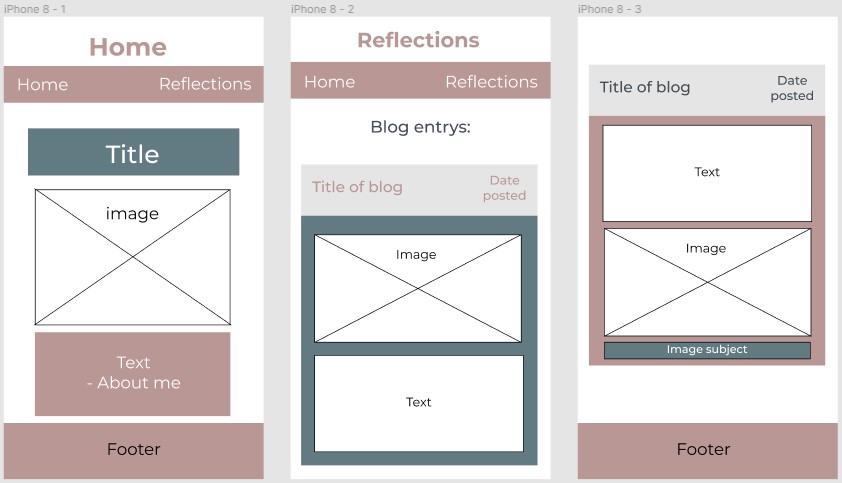 iPhone 8 - 1
Home
Home Reflections
Title
image
Text
- About me
Footer
iPhone 8 - 2
Reflections
Home Reflections
Blog entrys:
Title of blog
Date
posted
Image
Text
iPhone 8 - 3
Title of blog
Date
posted
Text
Image
Image subject
Footer